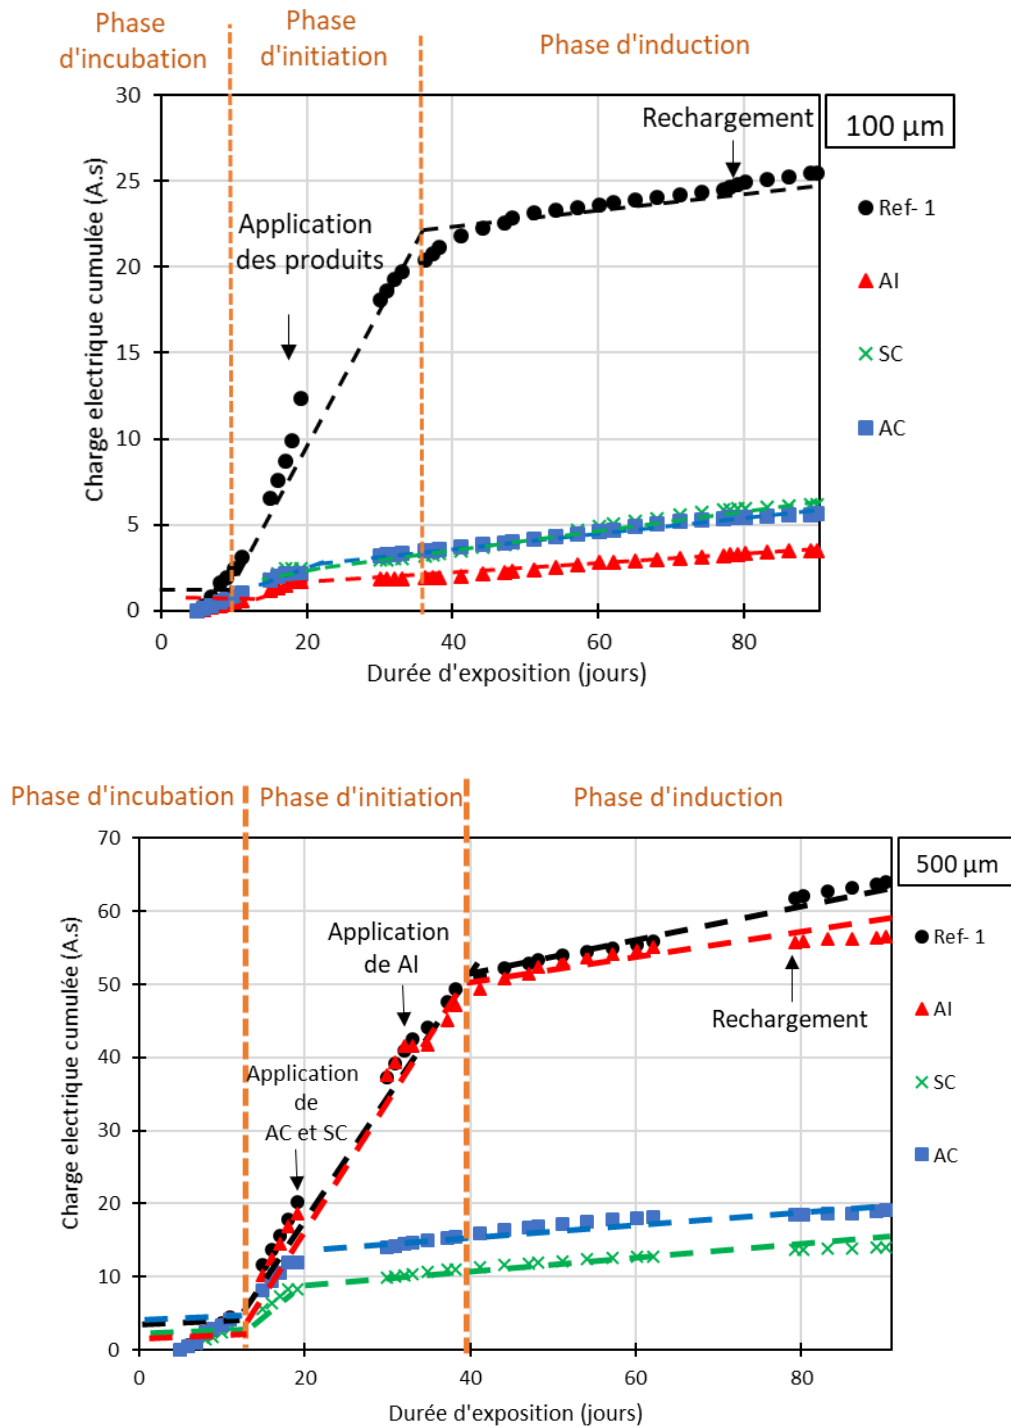 Phase
d'incubation
Phase
d'initiation
Phase d'induction
30
25
20
15
10
5
0
Charge electrique cumulée (A.s)
Application
des produits
Rechargement
100 µm
Ref- 1
AI
SC
AC
0
20
40
60
80
Durée d'exposition (jours)
Phase d'incubation
Phase d'initiation
Phase d'induction
70
60
50
40
30
20
10
0
Charge electrique cumulée (A.s)
Application
de AI
Application
de
AC et SC
Rechargement
500 µm
Ref- 1
AI
SC
AC
0
20
40
60
80
Durée d'exposition (jours)